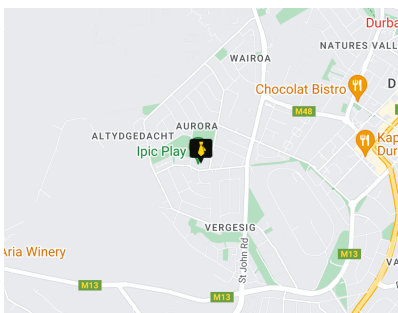 Durba
NATURES VALL
WAIROA
Chocolat Bistro
D
M48
AURORA
ALTYDGEDACHT
Ipic Play
Kap
Dur
VERGESIG
St John Rd
Aria Winery
M13
VA
M13
M13